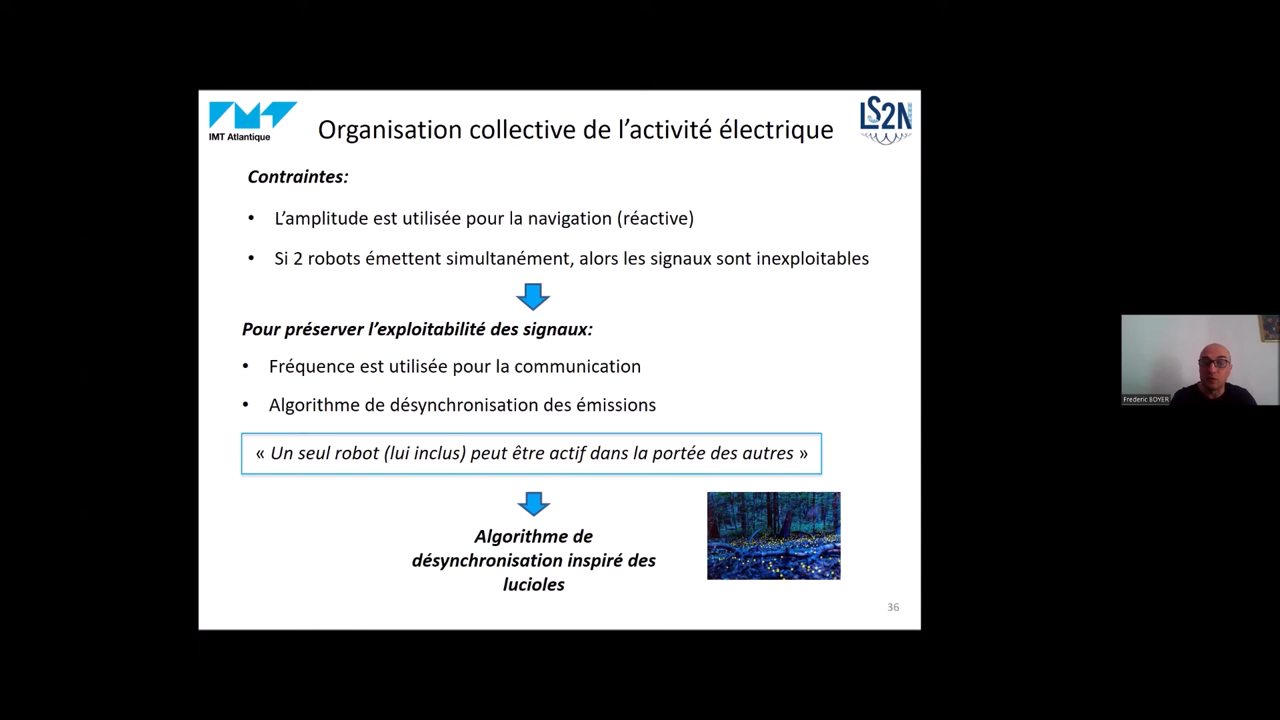 IMT Atlantique
LS2N
Organisation collective de l’activité électrique
Contraintes:
• L’amplitude est utilisée pour la navigation (réactive)
• Si 2 robots émettent simultanément, alors les signaux sont inexploitables
Pour préserver l’exploitabilité des signaux:
• Fréquence est utilisée pour la communication
• Algorithme de désynchronisation des émissions
« Un seul robot (lui inclus) peut être actif dans la portée des autres »
Algorithme de
désynchronisation inspiré des
lucioles
36
Frederic BOYER